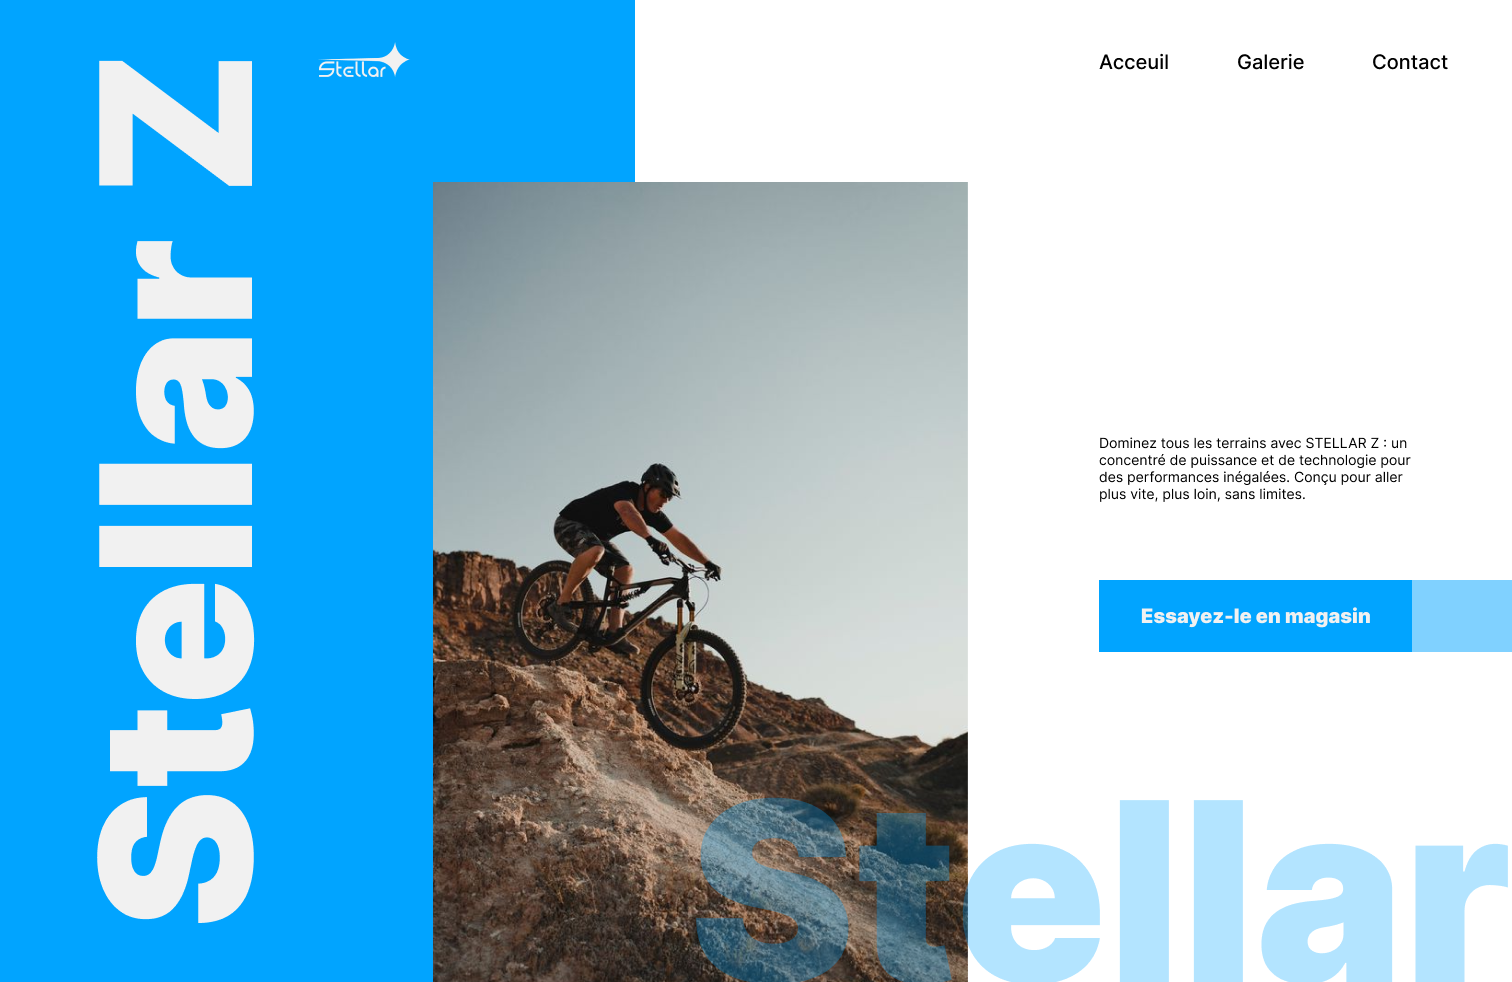 Stellar Z
Stellar
Acceuil
Galerie
Contact
Dominez tous les terrains avec STELLAR Z : un
concentré de puissance et de technologie pour
des performances inégalées. Conçu pour aller
plus vite, plus loin, sans limites.
Essayez-le en magasin
Stellar